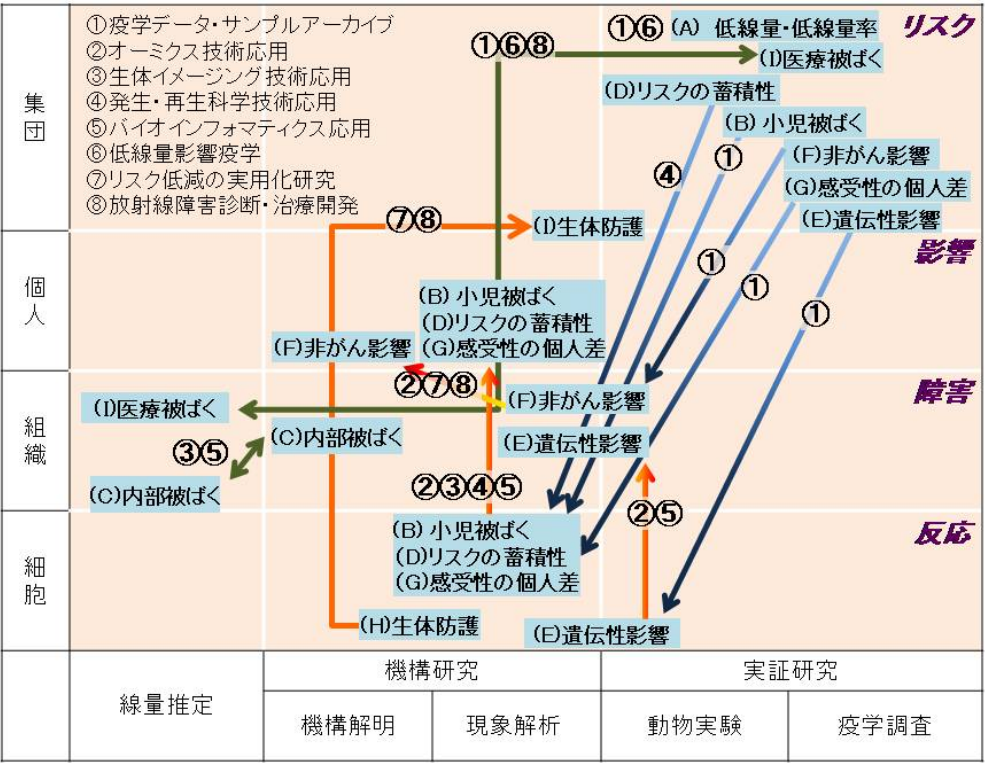 ①疫学データ・サンプルアーカイブ
②オーミクス技術応用
③生体イメージング技術応用
④発生・再生科学技術応用
⑤バイオインフォマティクス応用
⑥低線量影響疫学
⑦リスク低減の実用化研究
⑧放射線障害診断・治療開発
①⑥⑧
①⑥ (A) 低線量・低線量率
リスク
(I)医療被ばく
(D)リスクの蓄積性
(B) 小児被ばく
(F)非がん影響
(G)感受性の個人差
(E)遺伝性影響
集団
④
①
⑦⑧
(I)生体防護
影響
①
①
①
個人
(B) 小児被ばく
(D)リスクの蓄積性
(G)感受性の個人差
(F)非がん影響
②⑦⑧
障害
(F)非がん影響
(I)医療被ばく
組織
(C)内部被ばく
(E)遺伝性影響
③⑤
(C)内部被ばく
②③④⑤
②⑤
反応
(B) 小児被ばく
(D)リスクの蓄積性
(G)感受性の個人差
細胞
(H)生体防護
(E)遺伝性影響
線量推定
機構研究
実証研究
機構解明
現象解析
動物実験
疫学調査